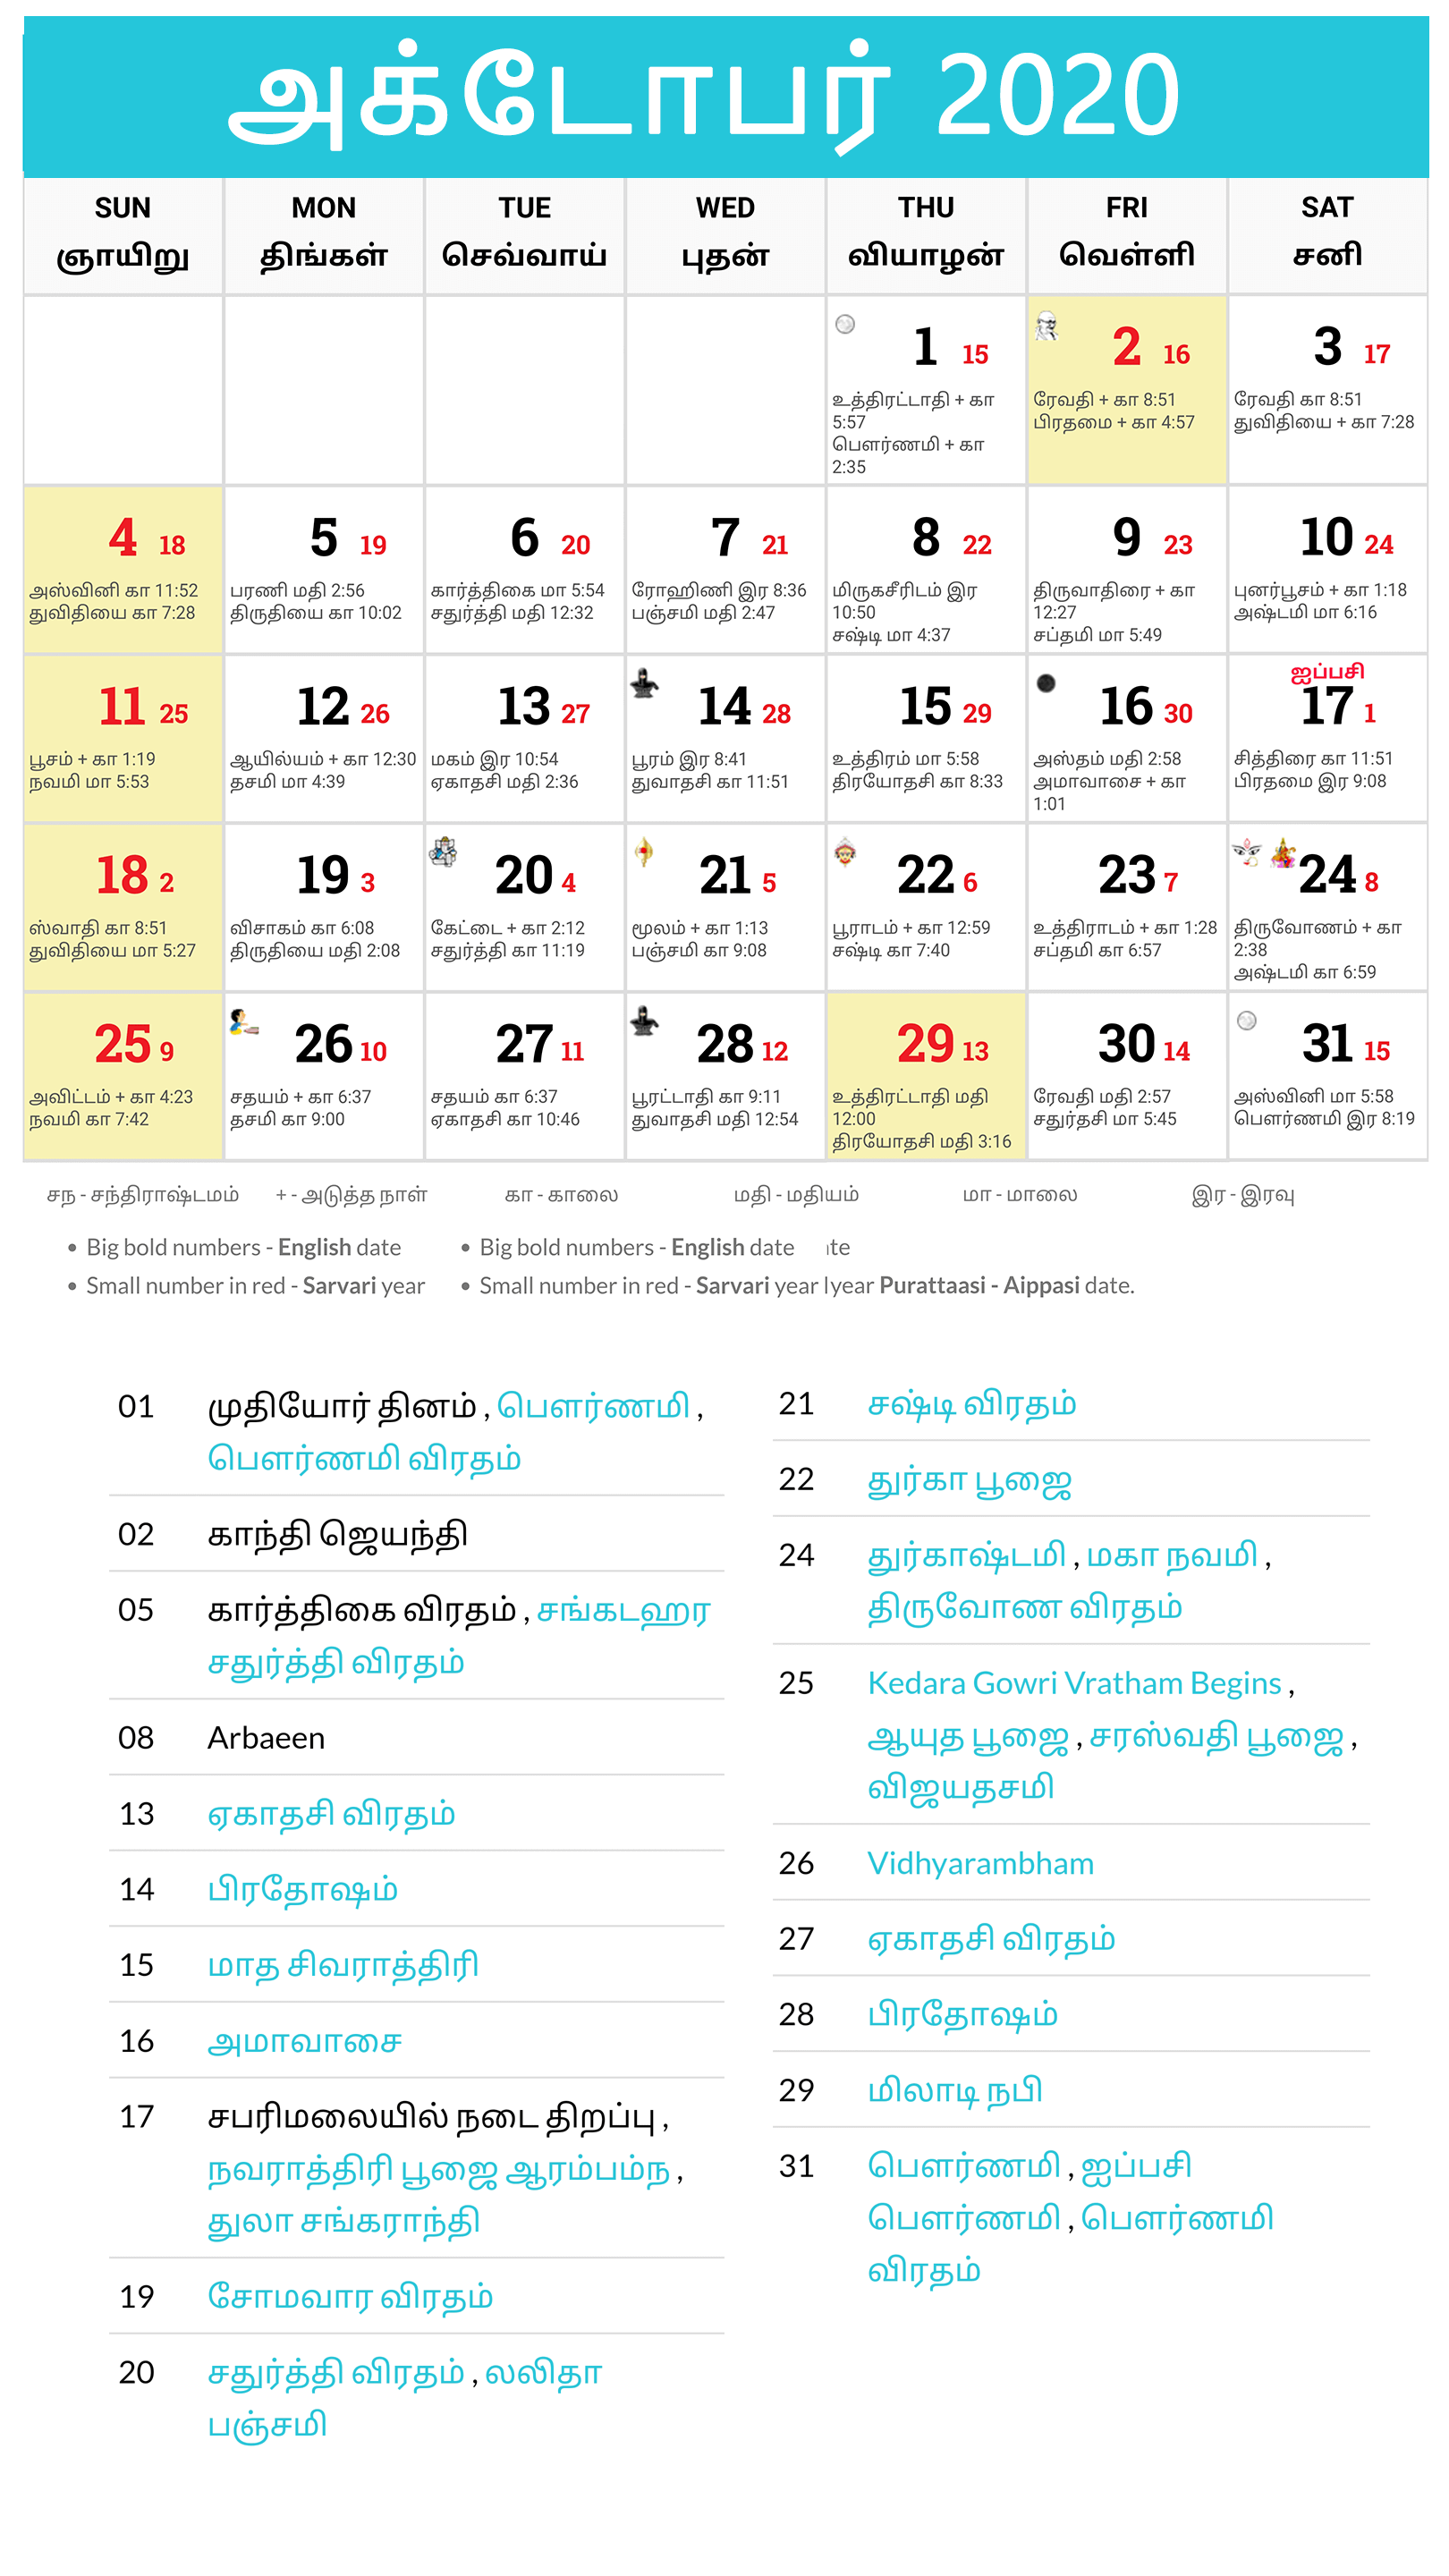 அக்டோபர் 2020
SUN MON TUE WED THU FRI SAT
ஞாயிறு திங்கள் செவ்வாய் புதன் வியாழன் வெள்ளி சனி
1 15
உத்திரட்டாதி + கா
5:57
பௌர்ணமி + கா
2:35
2 16
ரேவதி + கா 8:51
பிரதமை + கா 4:57
3 17
ரேவதி கா 8:51
துவிதியை + கா 7:28
4 18
அஸ்வினி கா 11:52
துவிதியை கா 7:28
5 19
பரணி மதி 2:56
திருதியை கா 10:02
6 20
கார்த்திகை மா 5:54
சதுர்த்தி மதி 12:32
7 21
ரோஹிணி இர 8:36
பஞ்சமி மதி 2:47
8 22
மிருகசீரிடம் இர
10:50
சஷ்டி மா 4:37
9 23
திருவாதிரை + கா
12:27
சப்தமி மா 5:49
10 24
புனர்பூசம் + கா 1:18
அஷ்டமி மா 6:16
11 25
பூசம் + கா 1:19
நவமி மா 5:53
12 26
ஆயில்யம் + கா 12:30
தசமி மா 4:39
13 27
மகம் இர 10:54
ஏகாதசி மதி 2:36
14 28
பூரம் இர 8:41
துவாதசி கா 11:51
15 29
உத்திரம் மா 5:58
திரயோதசி கா 8:33
16 30
அஸ்தம் மதி 2:58
அமாவாசை + கா
1:01
ஐப்பசி
17 1
சித்திரை கா 11:51
பிரதமை இர 9:08
18 2
ஸ்வாதி கா 8:51
துவிதியை மா 5:27
19 3
விசாகம் கா 6:08
திருதியை மதி 2:08
20 4
கேட்டை + கா 2:12
சதுர்த்தி கா 11:19
21 5
மூலம் + கா 1:13
பஞ்சமி கா 9:08
22 6
பூராடம் + கா 12:59
சஷ்டி கா 7:40
23 7
உத்திராடம் + கா 1:28
சப்தமி கா 6:57
24 8
திருவோணம் + கா
2:38
அஷ்டமி கா 6:59
25 9
அவிட்டம் + கா 4:23
நவமி கா 7:42
26 10
சதயம் + கா 6:37
தசமி கா 9:00
27 11
சதயம் கா 6:37
ஏகாதசி கா 10:46
28 12
பூரட்டாதி கா 9:11
துவாதசி மதி 12:54
29 13
உத்திரட்டாதி மதி
12:00
திரயோதசி மதி 3:16
30 14
ரேவதி மதி 2:57
சதுர்தசி மா 5:45
31 15
அஸ்வினி மா 5:58
பௌர்ணமி இர 8:19
சந - சந்திராஷ்டமம் + - அடுத்த நாள் கா - காலை மதி - மதியம் மா - மாலை இர - இரவு
• Big bold numbers - English date • Big bold numbers - English date te
• Small number in red - Sarvari year • Small number in red - Sarvari year year Purattaasi - Aippasi date.
01 முதியோர் தினம் , பௌர்ணமி ,
பௌர்ணமி விரதம்
02 காந்தி ஜெயந்தி
05 கார்த்திகை விரதம் , சங்கடஹர
சதுர்த்தி விரதம்
08 Arbaeen
13 ஏகாதசி விரதம்
14 பிரதோஷம்
15 மாத சிவராத்திரி
16 அமாவாசை
17 சபரிமலையில் நடை திறப்பு ,
நவராத்திரி பூஜை ஆரம்பம்ந ,
துலா சங்கராந்தி
19 சோமவார விரதம்
20 சதுர்த்தி விரதம் , லலிதா
பஞ்சமி
21 சஷ்டி விரதம்
22 துர்கா பூஜை
24 துர்காஷ்டமி , மகா நவமி ,
திருவோண விரதம்
25 Kedara Gowri Vratham Begins ,
ஆயுத பூஜை , சரஸ்வதி பூஜை ,
விஜயதசமி
26 Vidhyarambham
27 ஏகாதசி விரதம்
28 பிரதோஷம்
29 மிலாடி நபி
31 பௌர்ணமி , ஐப்பசி
பௌர்ணமி , பௌர்ணமி
விரதம்